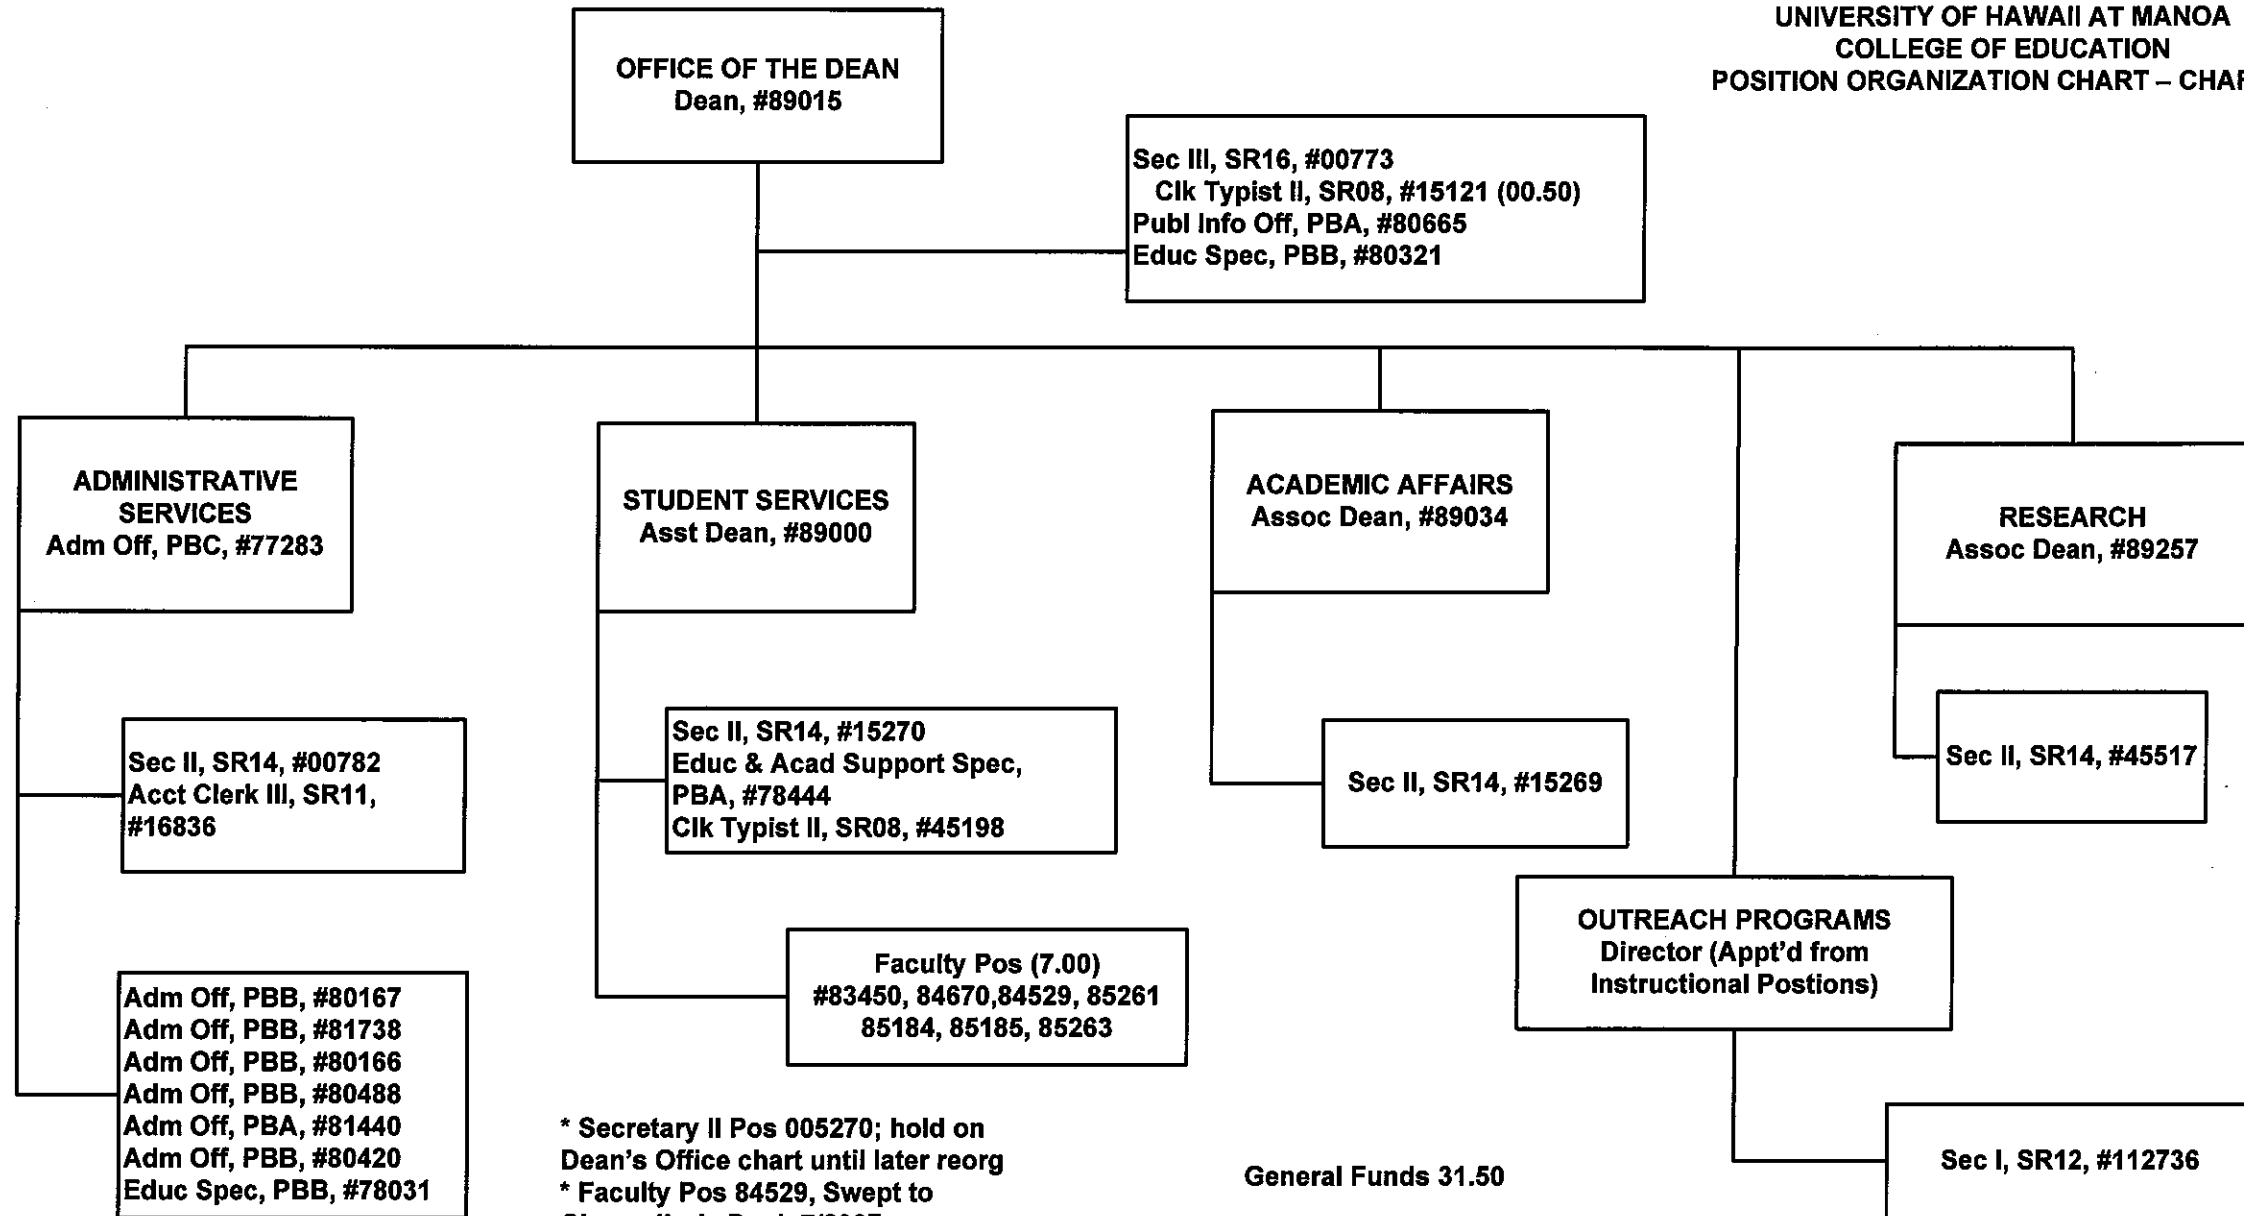 UNIVERSITY OF HAWAII AT MANOA
COLLEGE OF EDUCATION
POSITION ORGANIZATION CHART –
OFFICE OF THE DEAN
Dean, #89015
Sec III, SR16, #00773
Clk Typist II, SR08, #15121 (00.50)
Publ Info Off, PBA, #80665
Educ Spec, PBB, #80321
ADMINISTRATIVE
SERVICES
Adm Off, PBC, #77283
STUDENT SERVICES
Asst Dean, #89000
ACADEMIC AFFAIRS
Assoc Dean, #89034
RESEARCH
Assoc Dean, #89257
Sec II, SR14, #00782
Acct Clerk III, SR11,
#16836
Sec II, SR14, #15270
Educ & Acad Support Spec,
PBA, #78444
Clk Typist II, SR08, #45198
Sec II, SR14, #15269
Sec II, SR14, #45517
Faculty Pos (7.00)
#83450, 84670,84529, 85261
85184, 85185, 85263
OUTREACH PROGRAMS
Director (Appt'd from
Instructional Postions)
Adm Off, PBB, #80167
Adm Off, PBB, #81738
Adm Off, PBB, #80166
Adm Off, PBB, #80488
Adm Off, PBA, #81440
Adm Off, PBB, #80420
Educ Spec, PBB, #78031
* Secretary II Pos 005270; hold on
Dean's Office chart until later reorg
* Faculty Pos 84529, Swept to
General Funds 31.50
Sec I, SR12, #112736